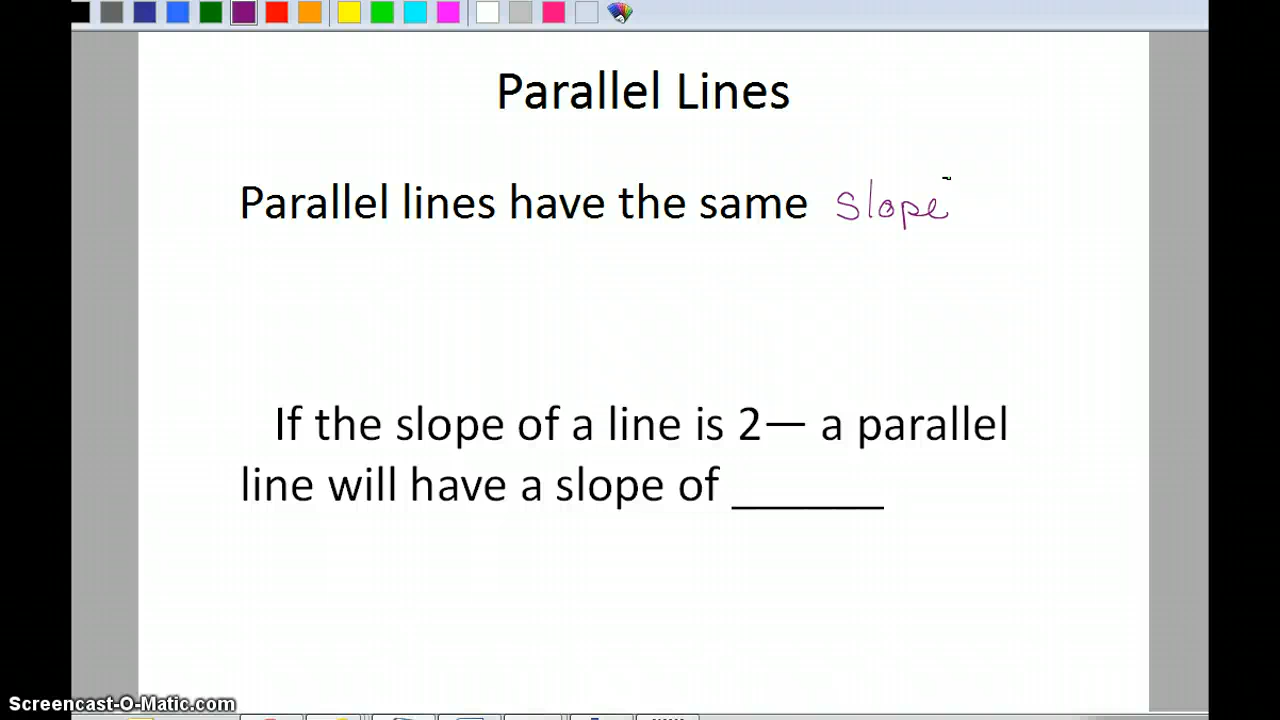 Parallel Lines
Parallel lines have the same slope
If the slope of a line is 2— a parallel
line will have a slope of ______
Screencast-O-Matic.com